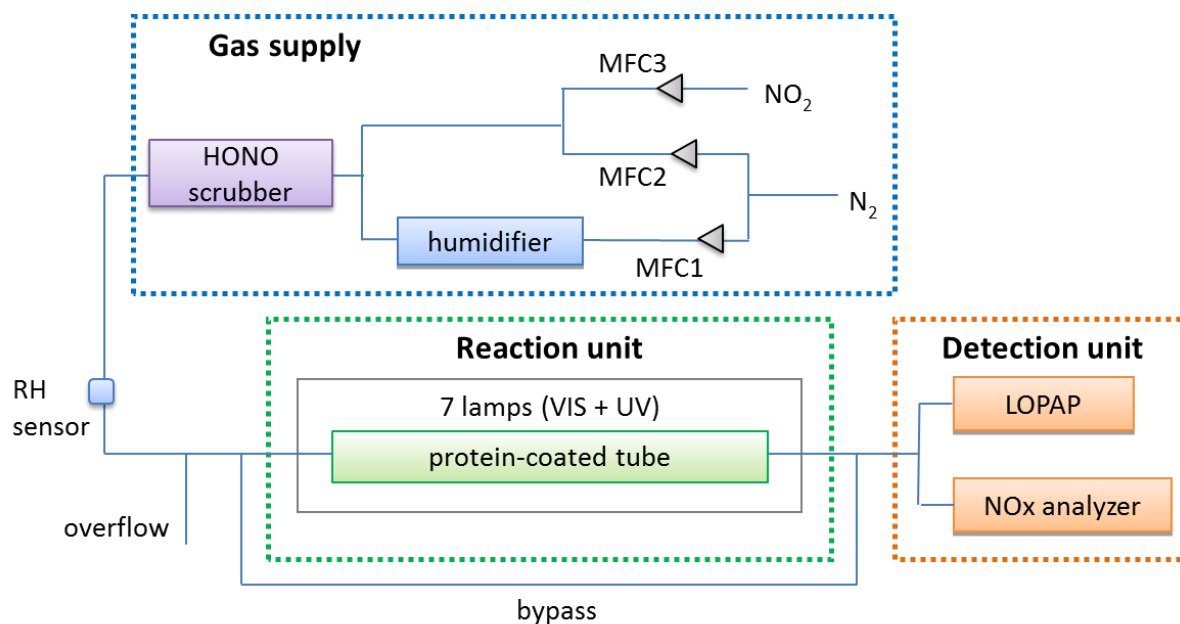 Gas supply
MFC3
NO₂
HONO
scrubber
MFC2
N₂
humidifier
MFC1
Reaction unit
Detection unit
RH
sensor
7 lamps (VIS + UV)
LOPAP
protein-coated tube
NOx analyzer
overflow
bypass